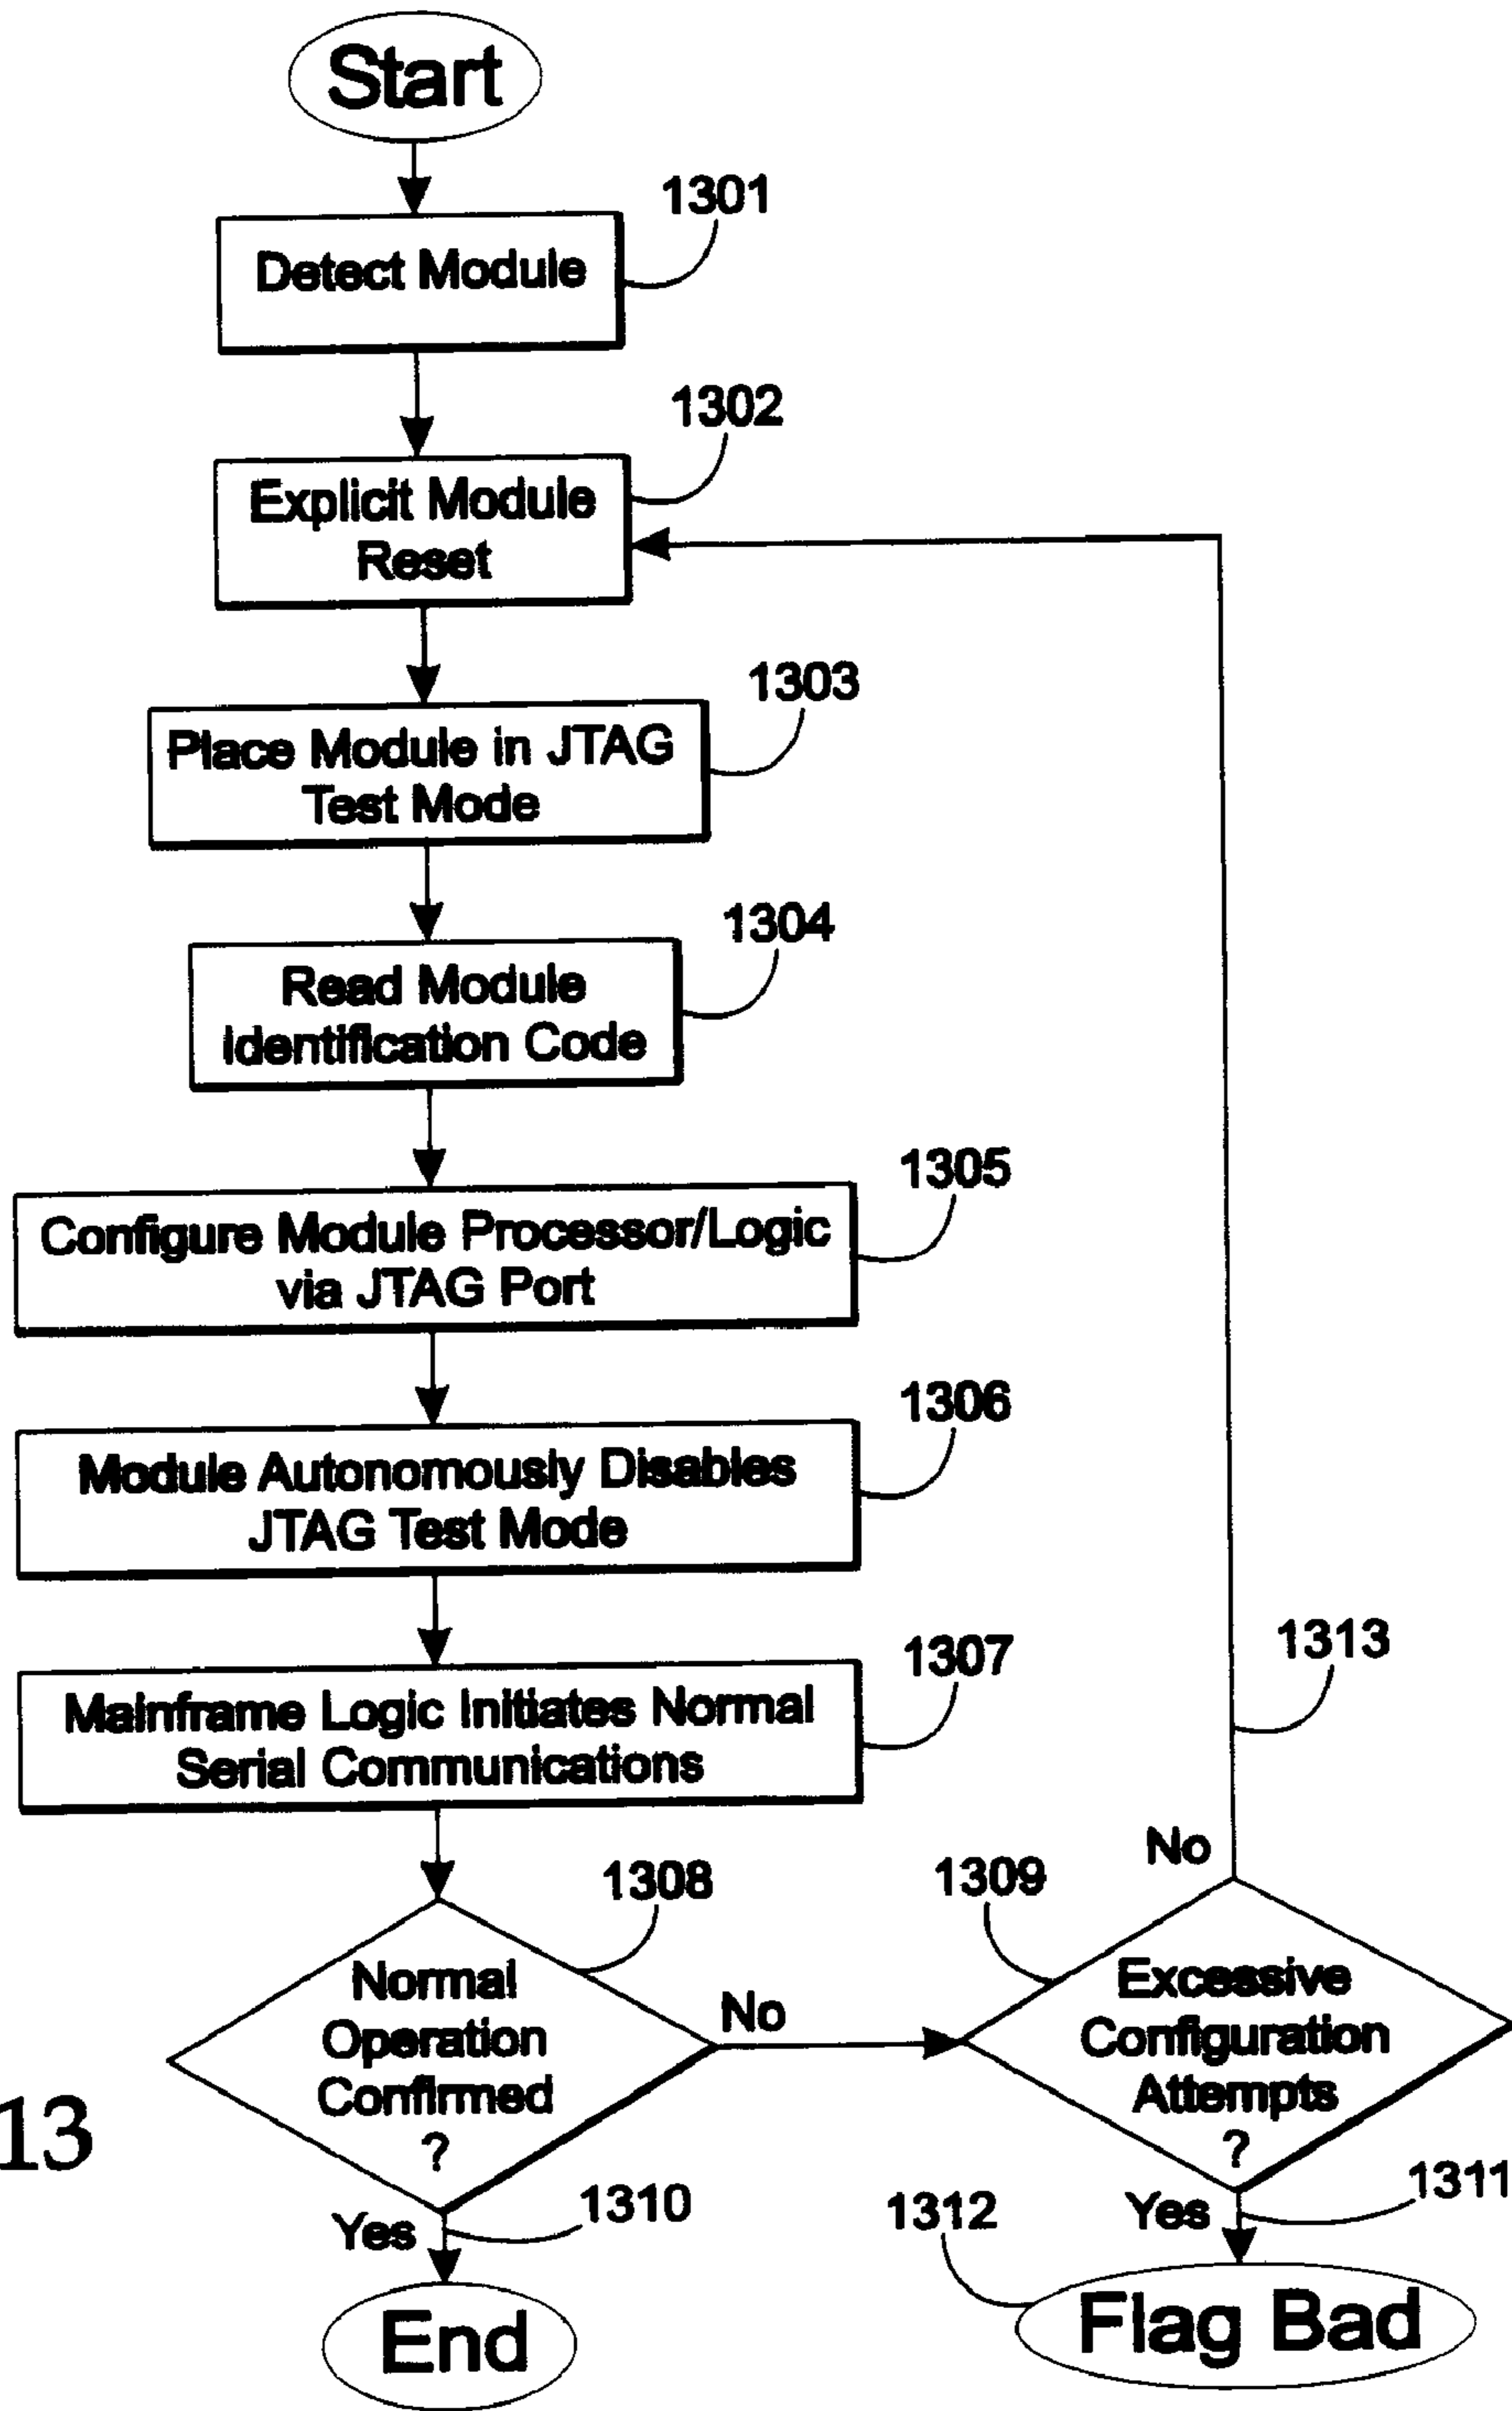 Start
1301
Detect Module
1302
Explicit Module
Reset
1303
Place Module in JTAG
Test Mode
1304
Read Module
Identification Code
1305
Configure Module Processor/Logic
via JTAG Port
1306
Module Autonomously Disables
JTAG Test Mode
1307
Mainframe Logic Initiates Normal
Serial Communications
1313
No
1308
1309
Normal
Operation
Confirmed
?
No
Excessive
Configuration
Attempts
?
13
Yes
1310
1312
Yes
1311
End
Flag Bad